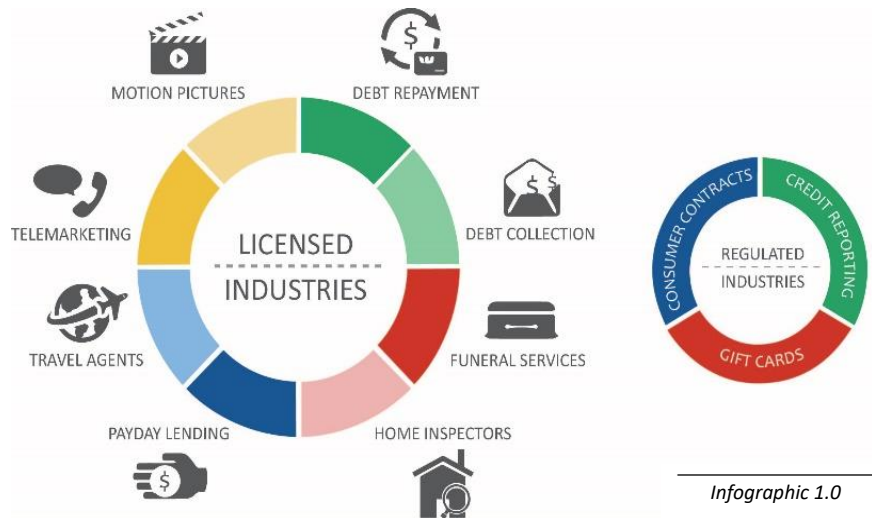 MOTION PICTURES
DEBT REPAYMENT
$
TELEMARKETING
DEBT COLLECTION
$ $
LICENSED
INDUSTRIES
TRAVEL AGENTS
FUNERAL SERVICES
PAYDAY LENDING
HOME INSPECTORS
$
CONSUMER CONTRACTS
CREDIT REPORTING
REGULATED
INDUSTRIES
GIFT CARDS
Infographic 1.0